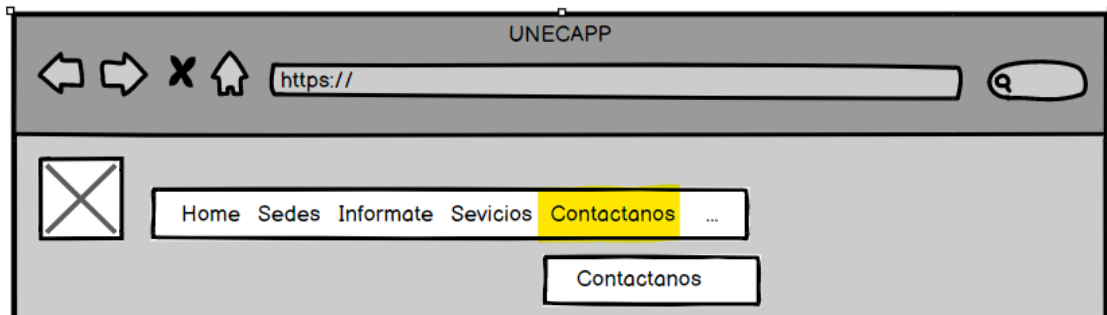 UNECAPP
https://
Home Sedes Informate Sevicios Contactanos ...
Contactanos